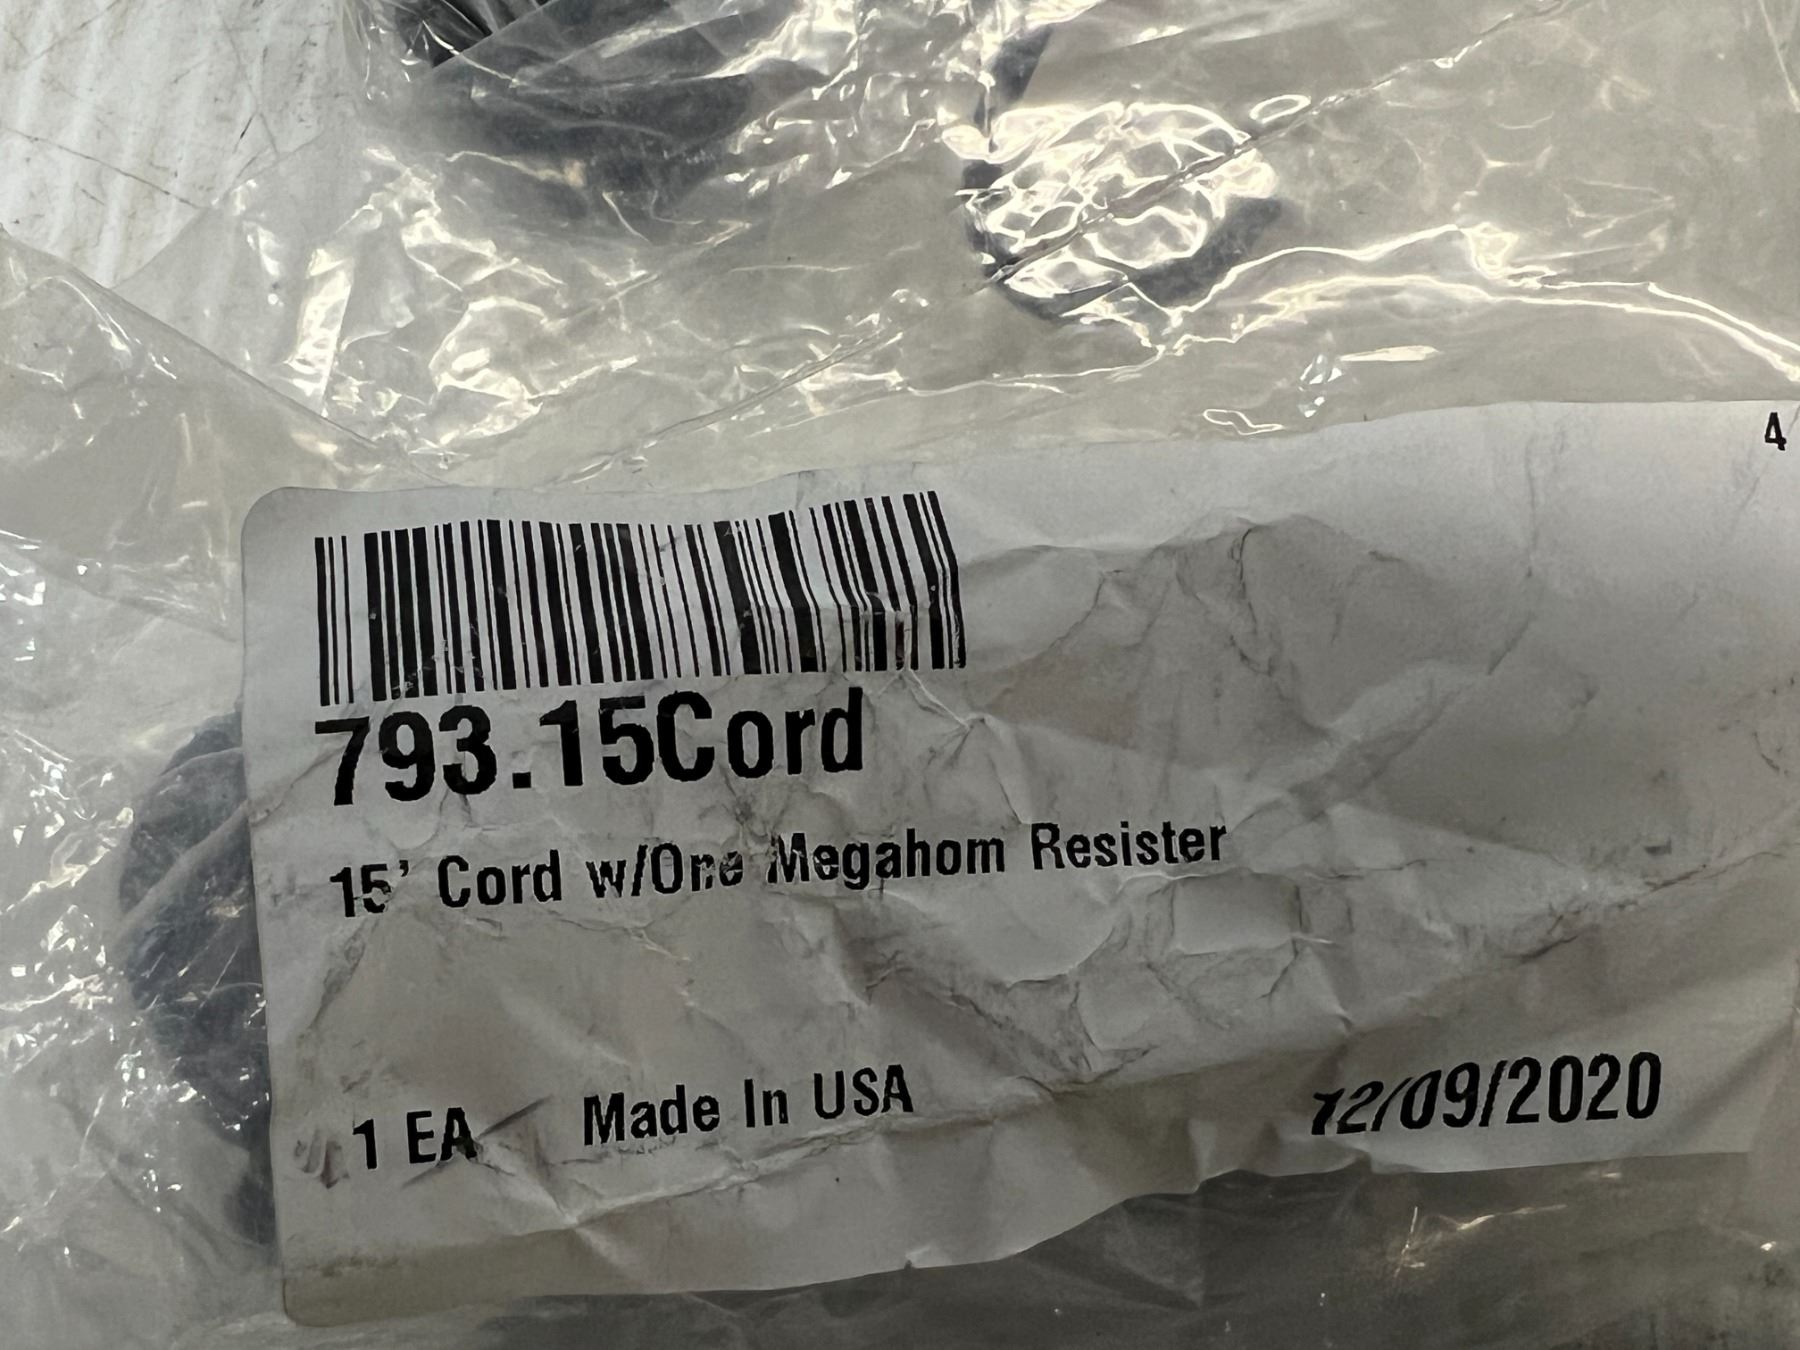 4
793.15Cord
15' Cord w/One Megahom Resister
1 EA Made In USA 12/09/2020